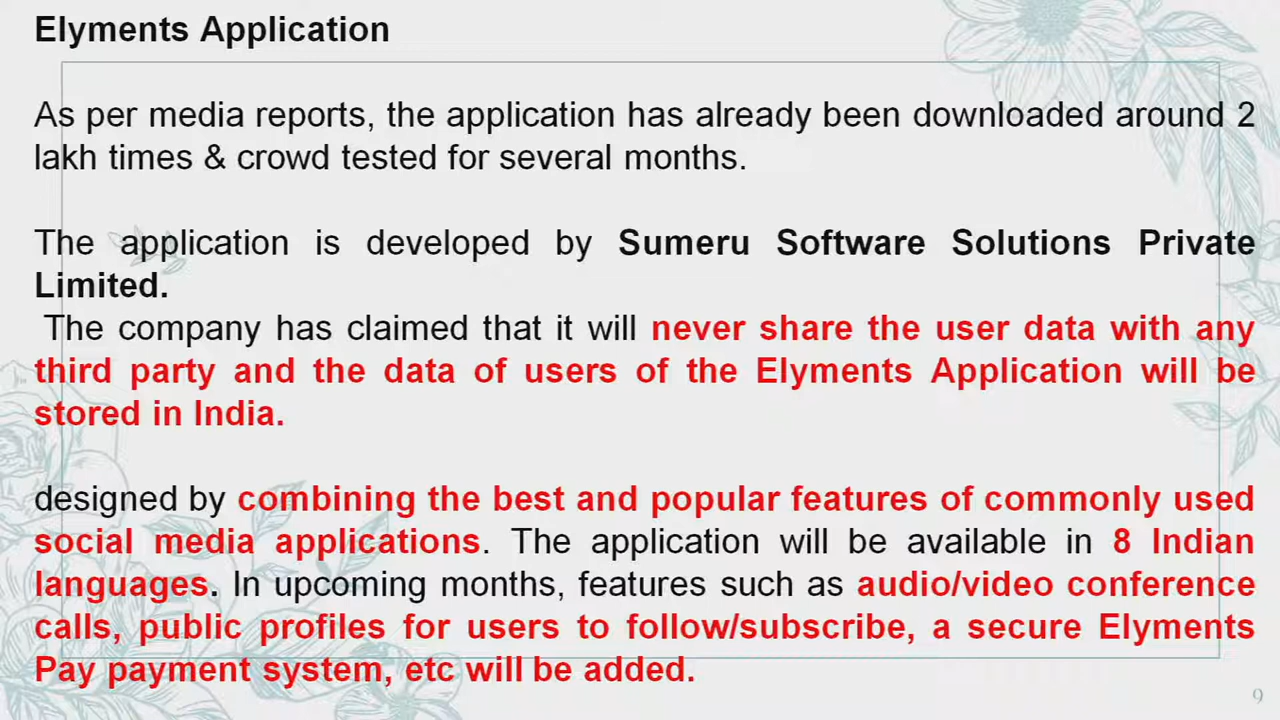 Elyments Application
As per media reports, the application has already been downloaded around 2
lakh times & crowd tested for several months.
The application is developed by Sumeru Software Solutions Private
Limited.
The company has claimed that it will never share the user data with any
third party and the data of users of the Elyments Application will be
stored in India.
designed by combining the best and popular features of commonly used
social media applications. The application will be available in 8 Indian
languages. In upcoming months, features such as audio/video conference
calls, public profiles for users to follow/subscribe, a secure Elyments
Pay payment system, etc will be added.
9